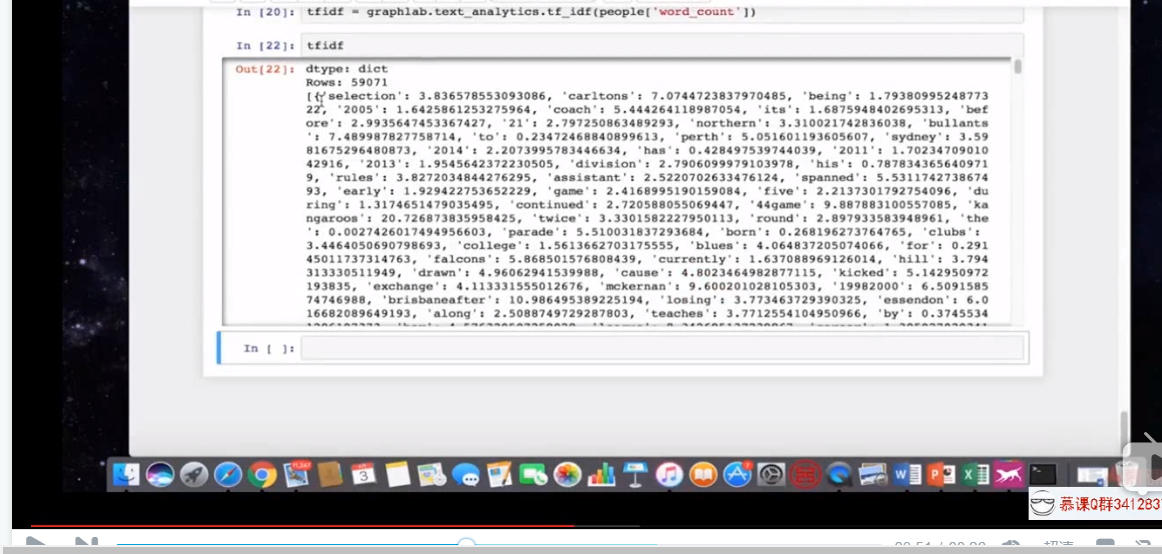 In [20]: tfidf = graphlab.text_analytics.tf_idf(people['word_count'])
In [22]: tfidf
Out[22]: dtype: dict
Rows: 59071
[{'selection': 3.836578553093086, 'carltons': 7.0744723837970485, 'being': 1.79380995248773
22, '2005': 1.6425861253275964, 'coach': 5.444264118987054, 'its': 1.6875948402695313, 'bef
ore': 2.9935647453367427, '21': 2.797250863489293, 'northern': 3.310021742836038, 'bullants
': 7.489987827758714, 'to': 0.23472468840899613, 'perth': 5.051601193605607, 'sydney': 3.59
81675296480873, '2014': 2.2073995783446634, 'has': 0.428497539744039, '2011': 1.70234709010
42916, '2013': 1.9545642372230505, 'division': 2.7906099979103978, 'his': 0.787834365640971
9, 'rules': 3.8272034844276295, 'assistant': 2.5220702633476124, 'spanned': 5.5311742738674
93, 'early': 1.929422753652229, 'game': 2.4168995190159084, 'five': 2.2137301792754096, 'du
ring': 1.3174651479035495, 'continued': 2.720588055069447, '44game': 9.887883100557085, 'ka
ngaroos': 20.726873835958425, 'twice': 3.3301582227950113, 'round': 2.897933583948961, 'the
': 0.0027426017494956603, 'parade': 5.510031837293684, 'born': 0.268196273764765, 'clubs':
3.4464050690798693, 'college': 1.5613662703175555, 'blues': 4.064837205074066, 'for': 0.291
45011737314763, 'falcons': 5.868501576808439, 'currently': 1.637088969126014, 'hill': 3.794
313330511949, 'drawn': 4.96062941539988, 'cause': 4.8023464982877115, 'kicked': 5.142950972
193835, 'exchange': 4.113331555012676, 'mckernan': 9.600201028105303, '19982000': 6.5091585
74746988, 'brisbaneafter': 10.986495389225194, 'losing': 3.773463729390325, 'essendon': 6.0
16682089649193, 'along': 2.5088749729287803, 'teaches': 3.7712554104950966, 'by': 0.3745534
In [ ]:
慕课Q群341283